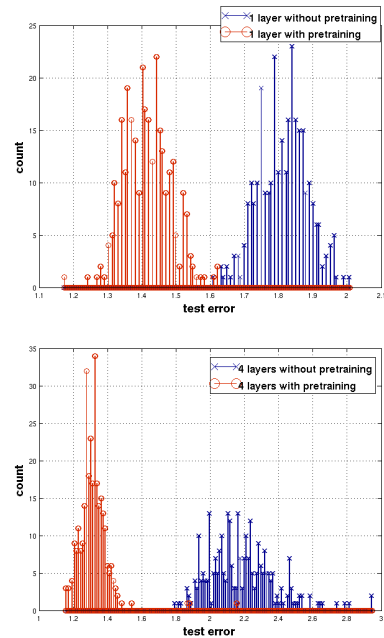 1 layer without pretraining
1 layer with pretraining
25
20
15
10
5
0
count
1.1 1.2 1.3 1.4 1.5 1.6 1.7 1.8 1.9 2 2.1
test error
4 layers without pretraining
4 layers with pretraining
35
30
25
20
15
10
5
0
count
1 1.2 1.4 1.6 1.8 2 2.2 2.4 2.6 2.8 3
test error